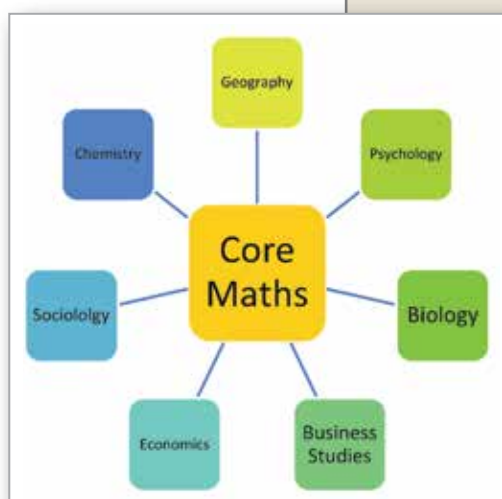 Geography
Chemistry
Psychology
Core
Maths
Sociololgy
Biology
Economics
Business
Studies